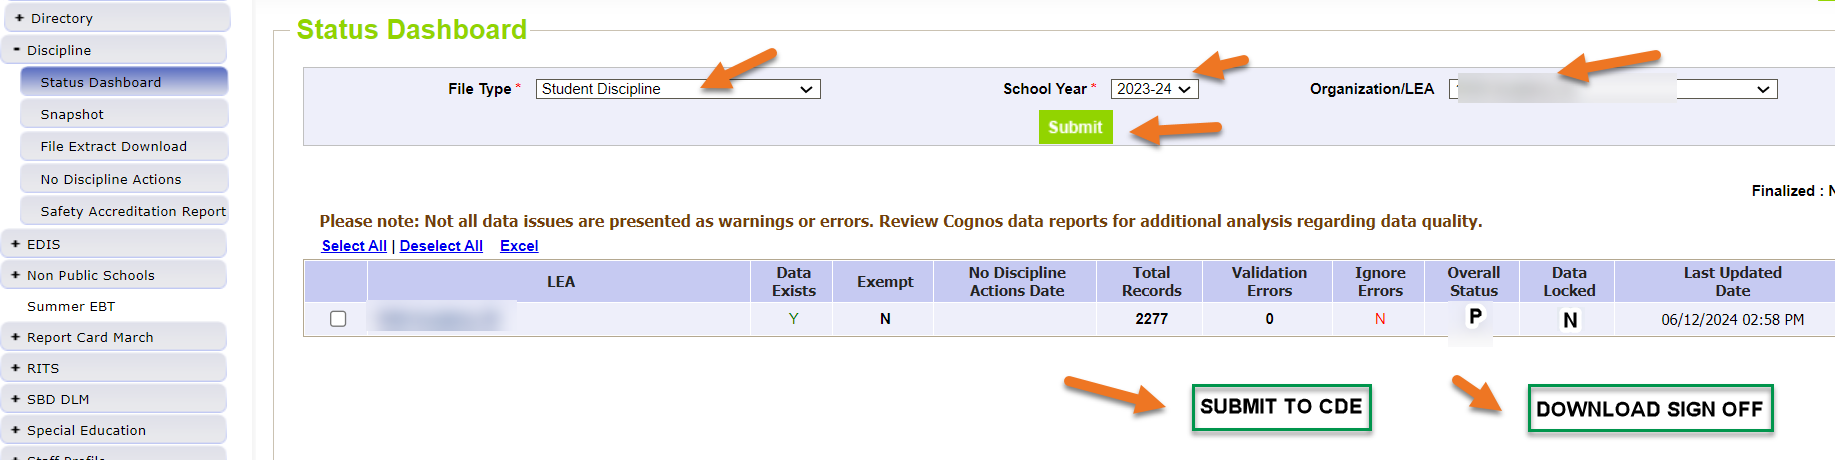 + Directory
- Discipline
Status Dashboard
Snapshot
File Extract Download
No Discipline Actions
Safety Accreditation Report
+ EDIS
+ Non Public Schools
Summer EBT
+ Report Card March
+ RITS
+ SBD DLM
+ Special Education
+ Staff Profile
Status Dashboard
File Type * Student Discipline School Year * 2023-24 Organization/LEA
Submit
Finalized : N
Please note: Not all data issues are presented as warnings or errors. Review Cognos data reports for additional analysis regarding data quality.
Select All | Deselect All Excel
LEA Data Exists Exempt No Discipline Actions Date Total Records Validation Errors Ignore Errors Overall Status Data Locked Last Updated Date
Y N 2277 0 N P N 06/12/2024 02:58 PM
SUBMIT TO CDE DOWNLOAD SIGN OFF